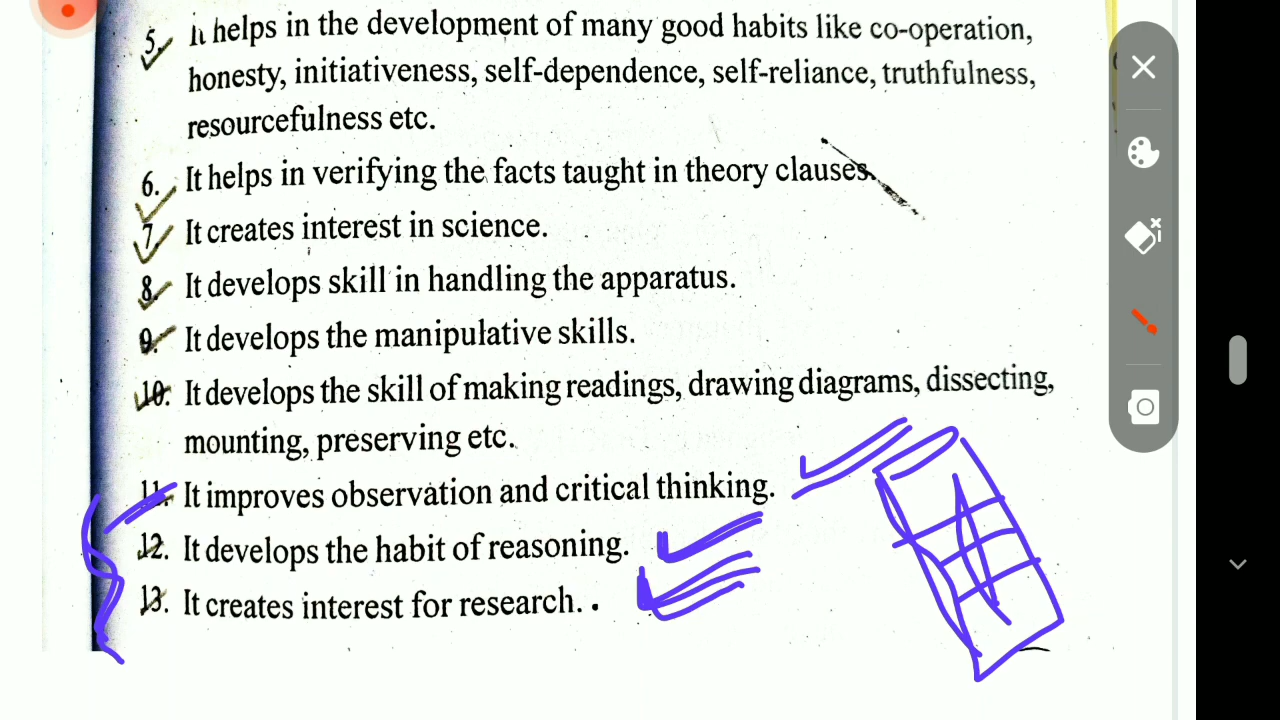 5. It helps in the development of many good habits like co-operation,
honesty, initiativeness, self-dependence, self-reliance, truthfulness,
resourcefulness etc.
6. It helps in verifying the facts taught in theory clauses.
7. It creates interest in science.
8. It develops skill in handling the apparatus.
9. It develops the manipulative skills.
10. It develops the skill of making readings, drawing diagrams, dissecting,
mounting, preserving etc.
11. It improves observation and critical thinking.
12. It develops the habit of reasoning.
13. It creates interest for research.